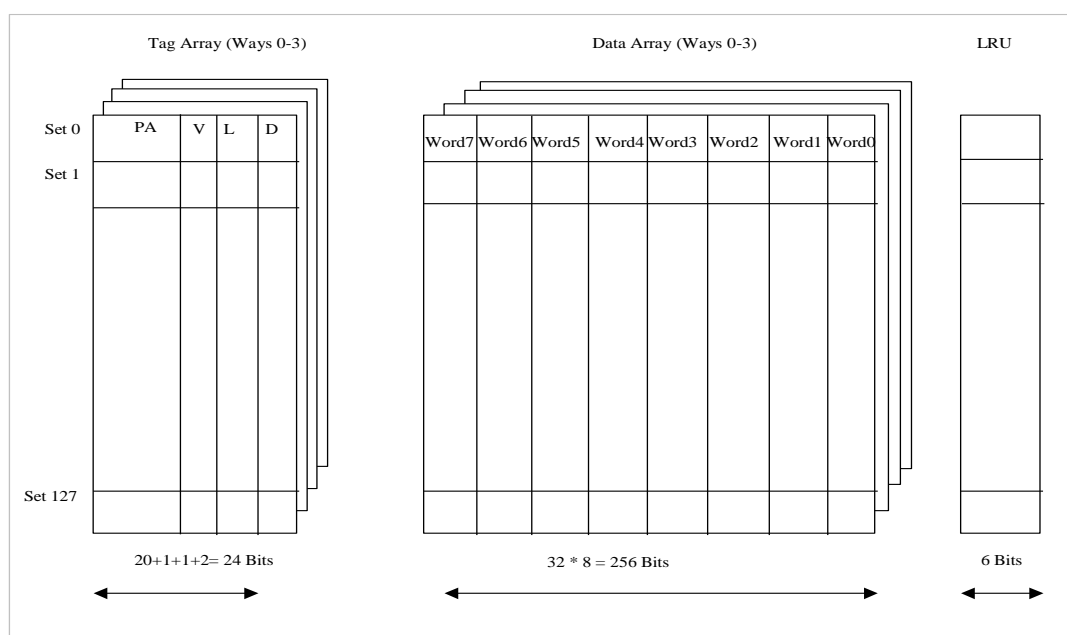 Tag Array (Ways 0-3)
Data Array (Ways 0-3)
LRU
Set 0
PA
V
L
D
Word7
Word6
Word5
Word4
Word3
Word2
Word1
Word0
Set 1
Set 127
20+1+1+2= 24 Bits
32 * 8 = 256 Bits
6 Bits